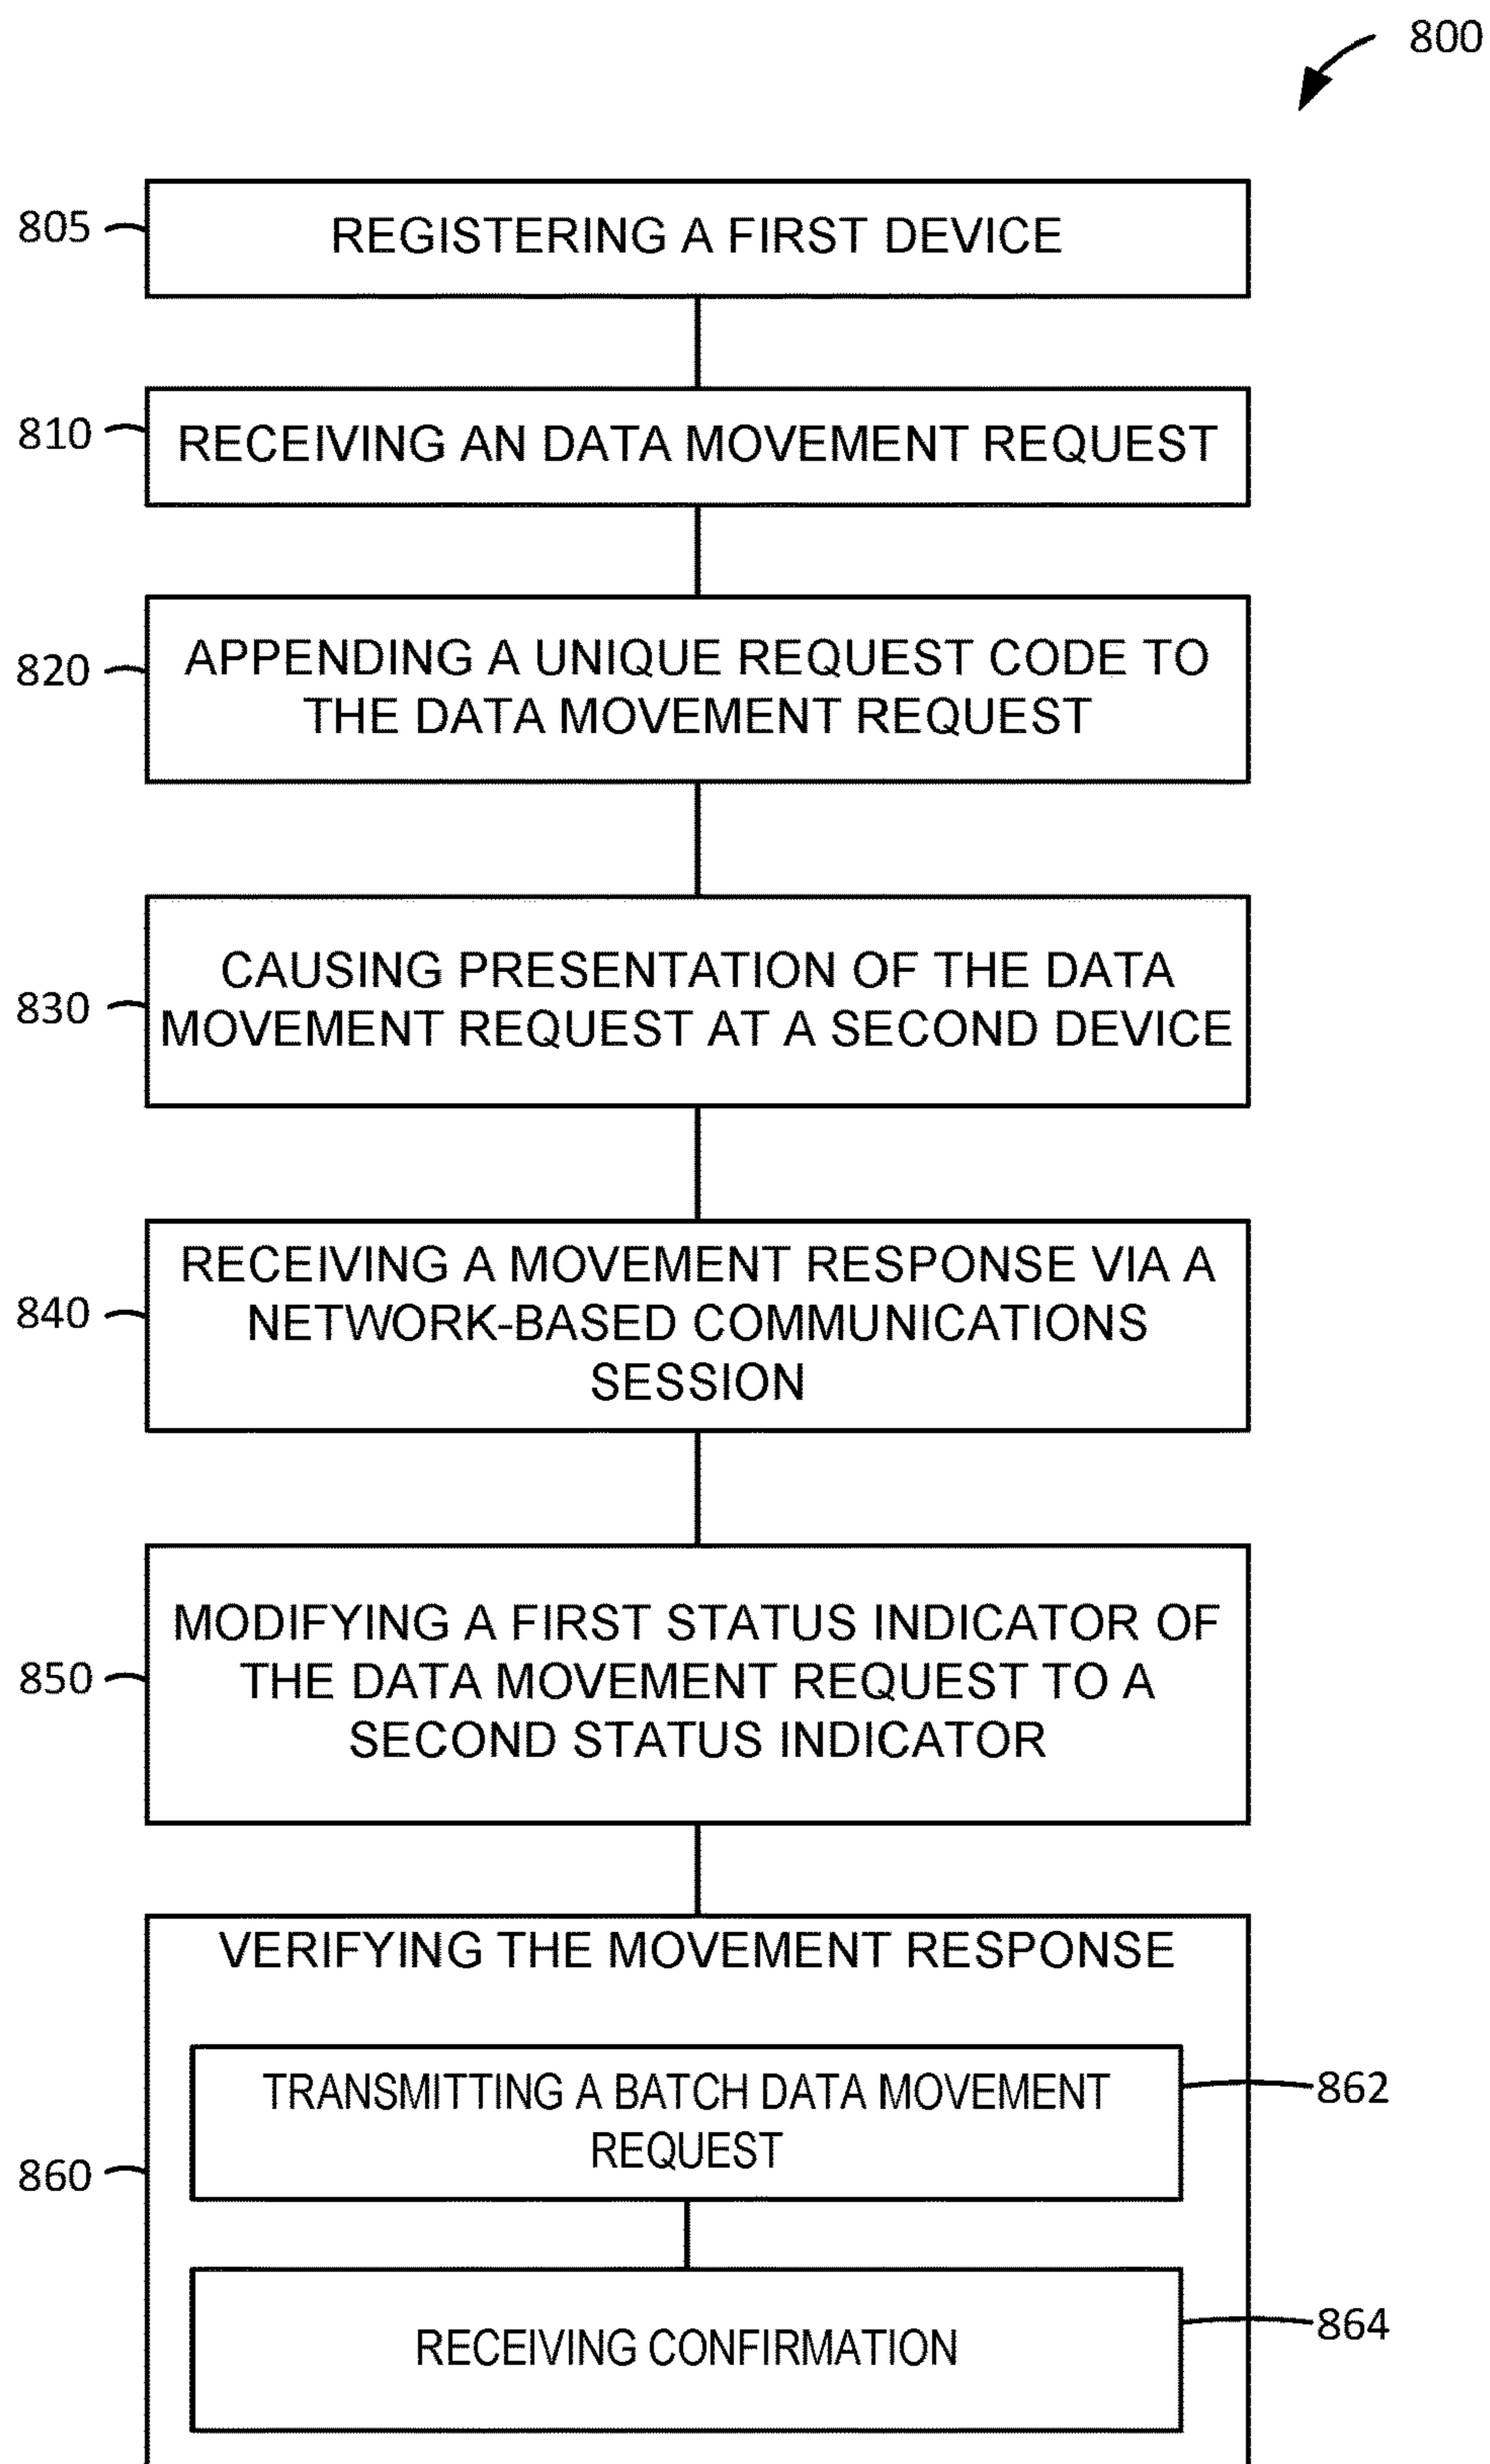 800
805
REGISTERING A FIRST DEVICE
810
RECEIVING AN DATA MOVEMENT REQUEST
820
APPENDING A UNIQUE REQUEST CODE TO
THE DATA MOVEMENT REQUEST
830
CAUSING PRESENTATION OF THE DATA
MOVEMENT REQUEST AT A SECOND DEVICE
840
RECEIVING A MOVEMENT RESPONSE VIA A
NETWORK-BASED COMMUNICATIONS
SESSION
850
MODIFYING A FIRST STATUS INDICATOR OF
THE DATA MOVEMENT REQUEST TO A
SECOND STATUS INDICATOR
860
VERIFYING THE MOVEMENT RESPONSE
TRANSMITTING A BATCH DATA MOVEMENT
REQUEST
862
RECEIVING CONFIRMATION
864